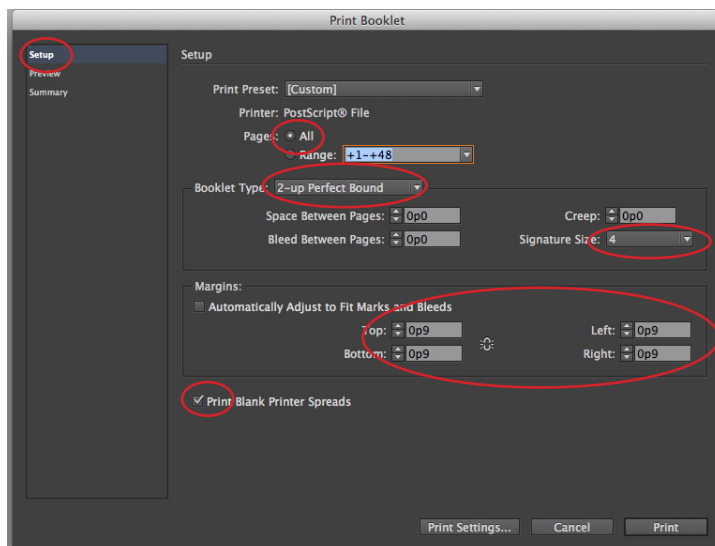 Print Booklet
Setup
Preview
Summary
Setup
Print Preset: [Custom]
Printer: PostScript® File
Pages: All
Range: +1-+48
Booklet Type: 2-up Perfect Bound
Space Between Pages: 0p0 Creep: 0p0
Bleed Between Pages: 0p0 Signature Size: 4
Margins:
Automatically Adjust to Fit Marks and Bleeds
Top: 0p9 Left: 0p9
Bottom: 0p9 Right: 0p9
Print Blank Printer Spreads
Print Settings... Cancel Print